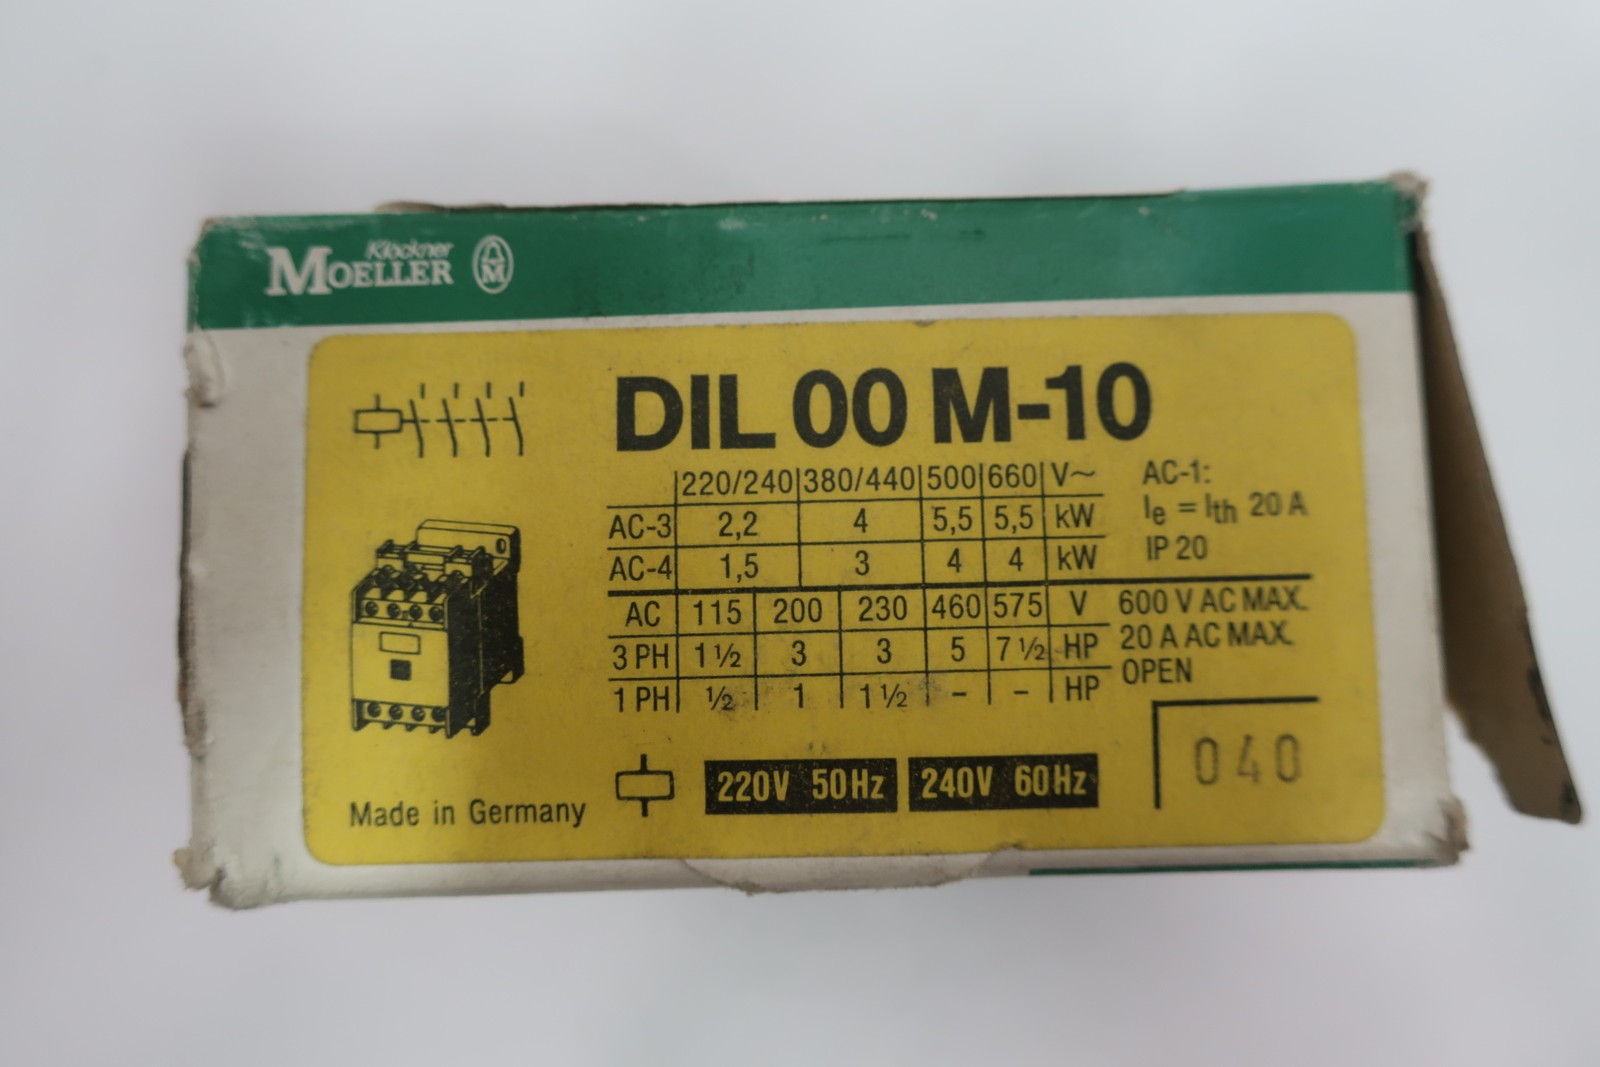 Klöckner
MOELLER
M
DIL 00 M-10
220/240 380/440 500 660 V~
AC-3 2,2 4 5,5 5,5 kW
AC-4 1,5 3 4 4 kW
AC-1:
Ie = Ith 20 A
IP 20
AC 115 200 230 460 575 V
3 PH 1 ½ 3 3 5 7 ½ HP
1 PH ½ 1 1 ½ – – HP
600 V AC MAX.
20 A AC MAX.
OPEN
220V 50Hz 240V 60Hz
040
Made in Germany